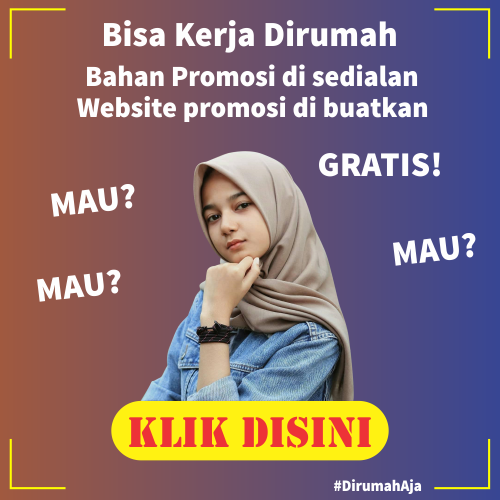 Bisa Kerja Dirumah
Bahan Promosi di sedialan
Website promosi di buatkan
GRATIS!
MAU?
MAU?
MAU?
KLIK DISINI
#DirumahAja